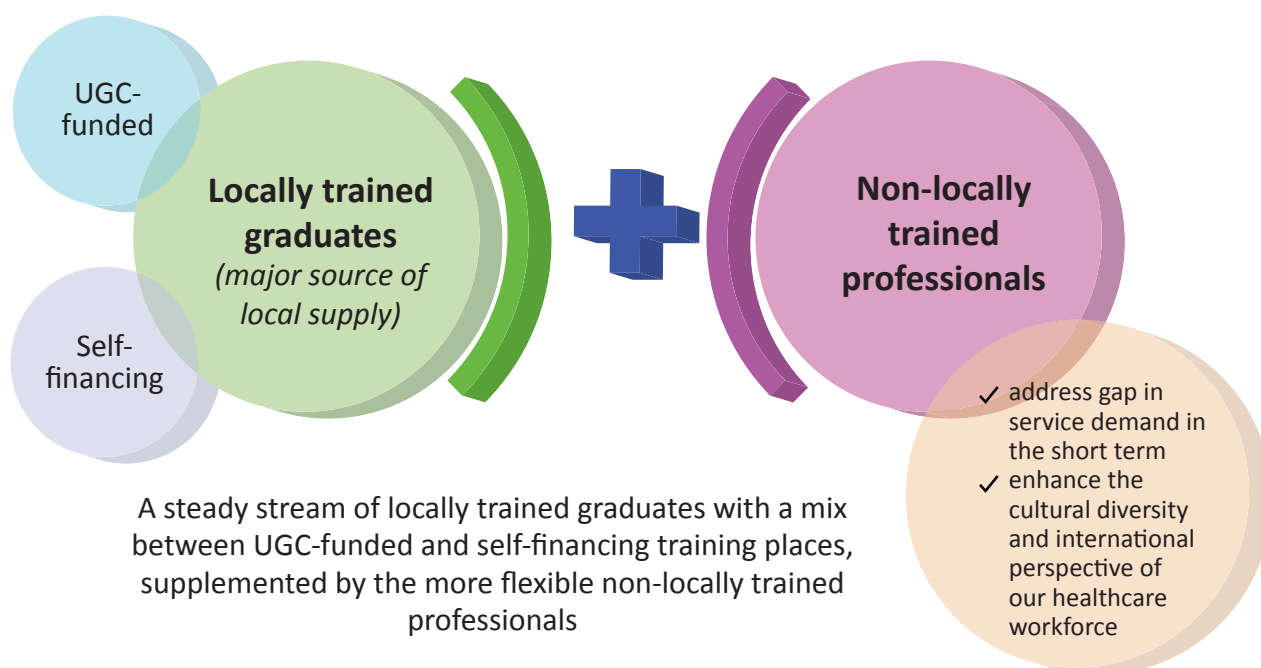 UGC-
funded
Locally trained
graduates
(major source of
local supply)
Self-
financing
Non-locally
trained
professionals
✓ address gap in
service demand in
the short term
✓ enhance the
cultural diversity
and international
perspective of
our healthcare
workforce
A steady stream of locally trained graduates with a mix
between UGC-funded and self-financing training places,
supplemented by the more flexible non-locally trained
professionals